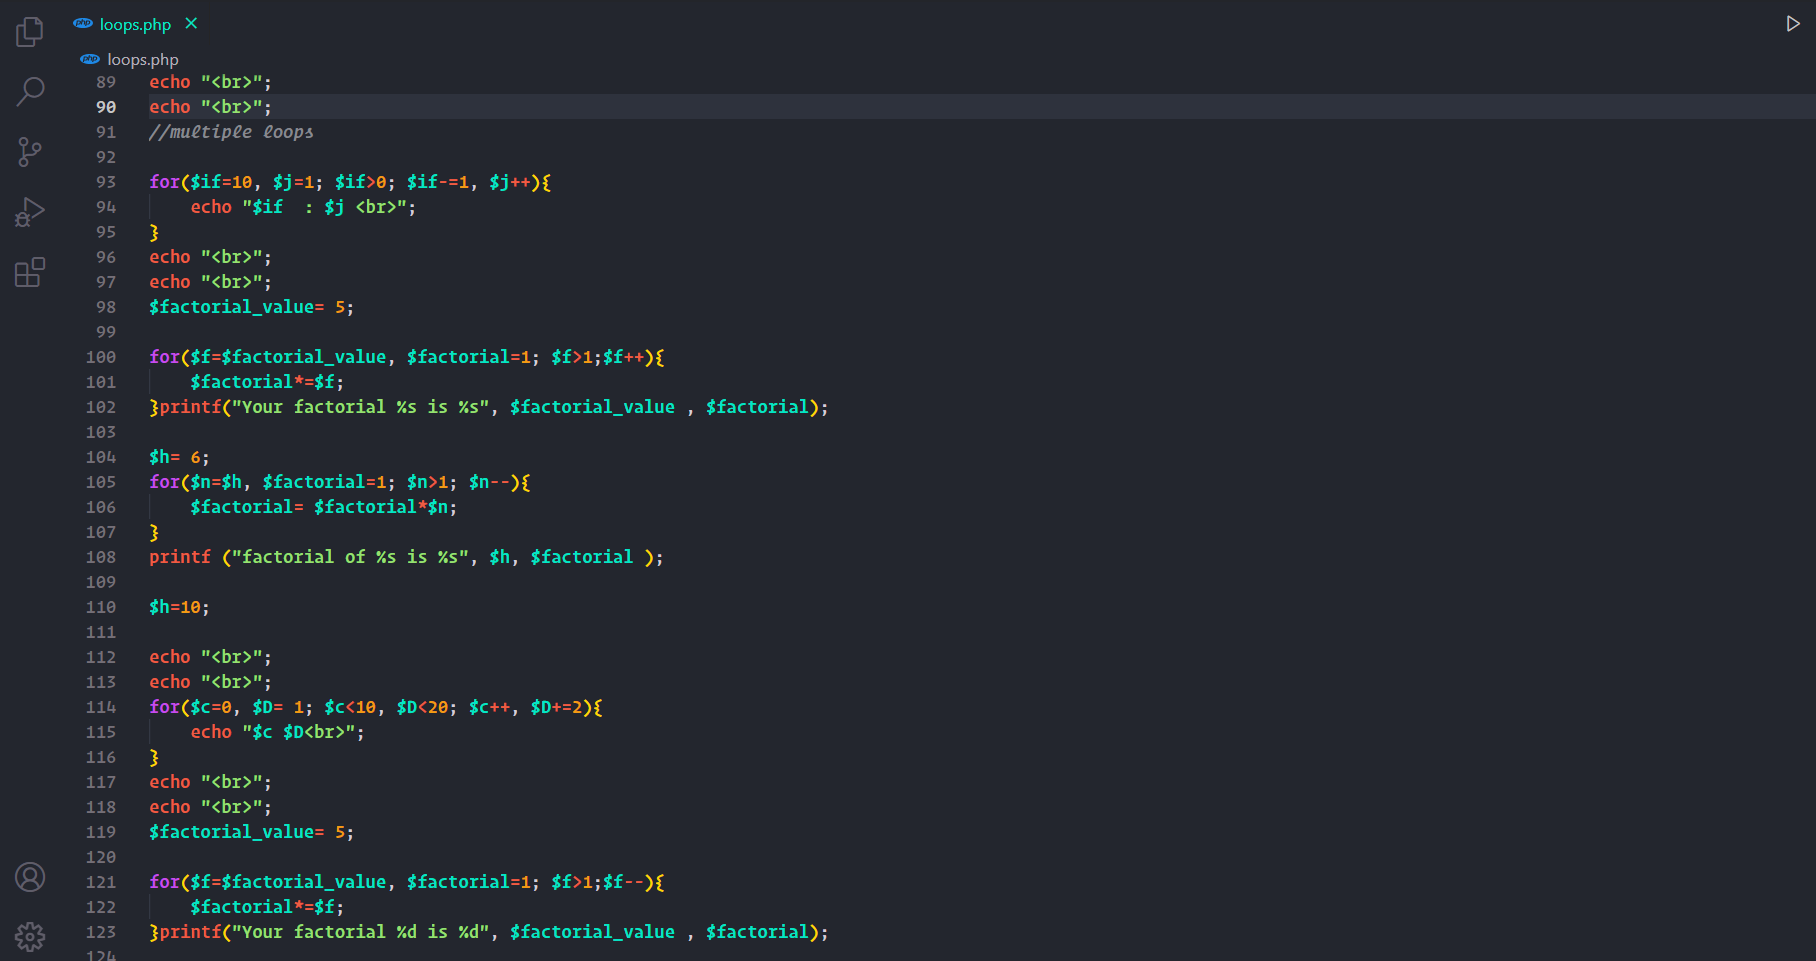 loops.php
loops.php
89 echo "<br>";
90 echo "<br>";
91 //multiple loops
92
93 for($if=10, $j=1; $if>0; $if-=1, $j++){
94     echo "$if  : $j <br>";
95 }
96 echo "<br>";
97 echo "<br>";
98 $factorial_value= 5;
99
100 for($f=$factorial_value, $factorial=1; $f>1;$f++){
101     $factorial*=$f;
102 }printf("Your factorial %s is %s", $factorial_value , $factorial);
103
104 $h= 6;
105 for($n=$h, $factorial=1; $n>1; $n--){
106     $factorial= $factorial*$n;
107 }
108 printf ("factorial of %s is %s", $h, $factorial );
109
110 $h=10;
111
112 echo "<br>";
113 echo "<br>";
114 for($c=0, $D= 1; $c<10, $D<20; $c++, $D+=2){
115     echo "$c $D<br>";
116 }
117 echo "<br>";
118 echo "<br>";
119 $factorial_value= 5;
120
121 for($f=$factorial_value, $factorial=1; $f>1;$f--){
122     $factorial*=$f;
123 }printf("Your factorial %d is %d", $factorial_value , $factorial);
124